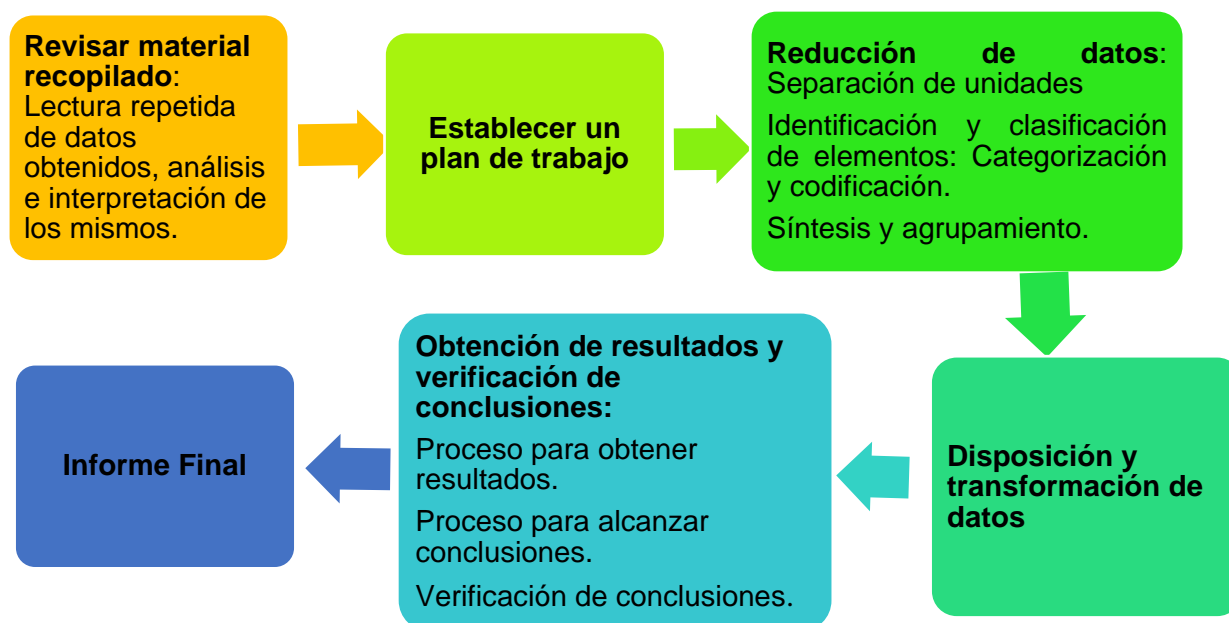 Revisar material
recopilado:
Lectura repetida
de datos
obtenidos, análisis
e interpretación de
los mismos.
Establecer un
plan de trabajo
Reducción de datos:
Separación de unidades
Identificación y clasificación
de elementos: Categorización
y codificación.
Síntesis y agrupamiento.
Disposición y
transformación de
datos
Obtención de resultados y
verificación de
conclusiones:
Proceso para obtener
resultados.
Proceso para alcanzar
conclusiones.
Verificación de conclusiones.
Informe Final